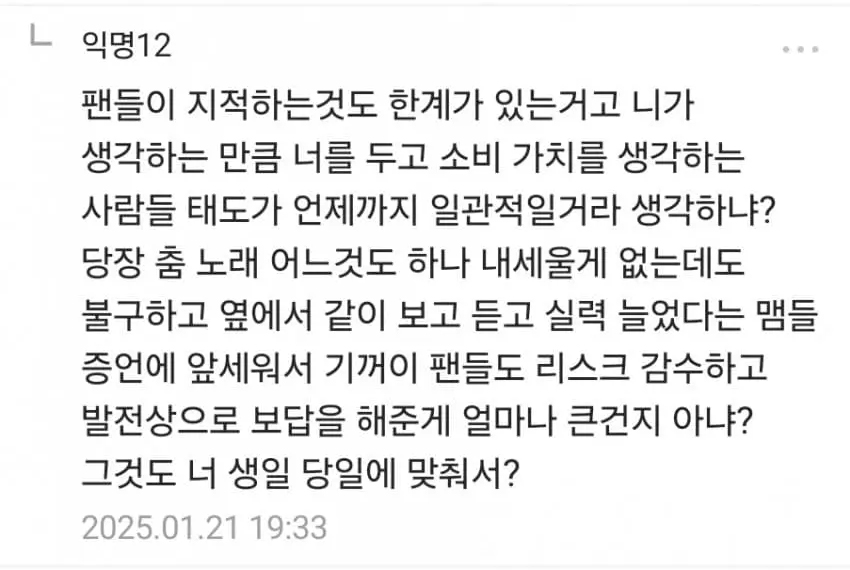 익명12
팬들이 지적하는것도 한계가 있는거고 니가
생각하는 만큼 너를 두고 소비 가치를 생각하는
사람들 태도가 언제까지 일관적일거라 생각하냐?
당장 춤 노래 어느것도 하나 내세울게 없는데도
불구하고 옆에서 같이 보고 듣고 실력 늘었다는 맴들
증언에 앞세워서 기꺼이 팬들도 리스크 감수하고
발전상으로 보답을 해준게 얼마나 큰건지 아냐?
그것도 너 생일 당일에 맞춰서?
2025.01.21 19:33